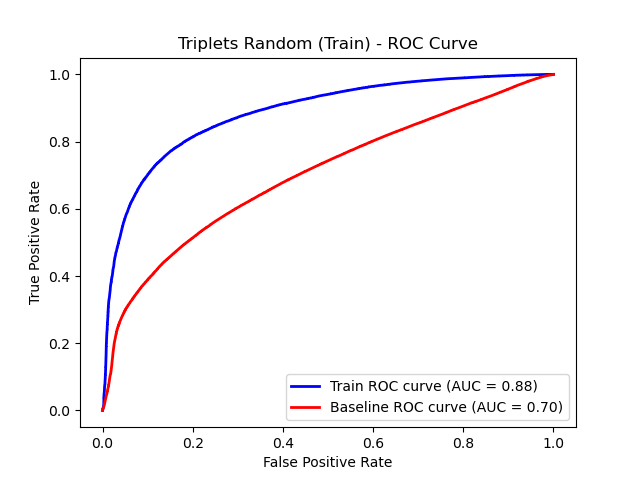 Triplets Random (Train) - ROC Curve
1.0
0.8
0.6
0.4
0.2
0.0
True Positive Rate
Train ROC curve (AUC = 0.88)
Baseline ROC curve (AUC = 0.70)
0.0 0.2 0.4 0.6 0.8 1.0
False Positive Rate